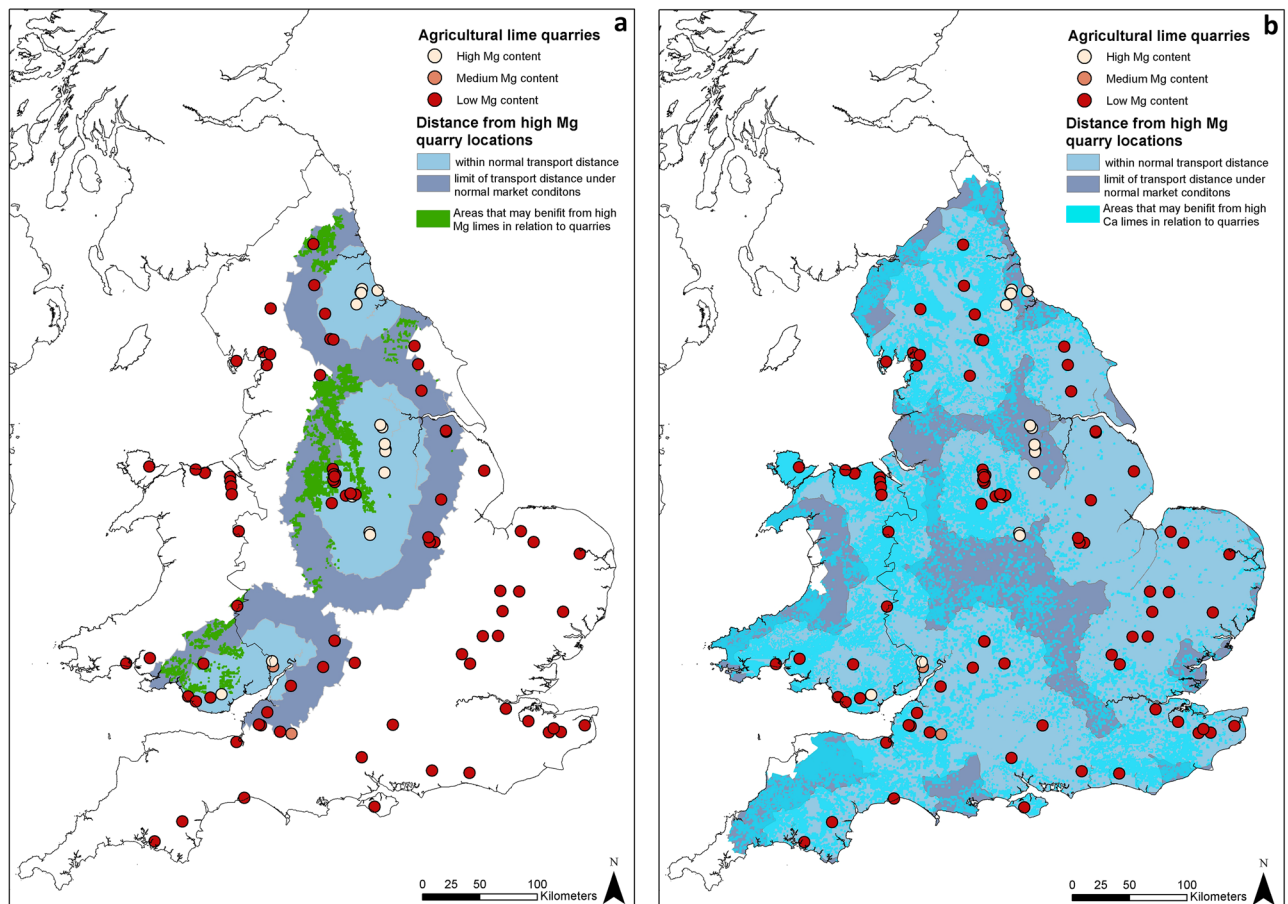 a
Agricultural lime quarries
High Mg content
Medium Mg content
Low Mg content
Distance from high Mg
quarry locations
within normal transport distance
limit of transport distance under
normal market conditons
Areas that may benifit from high
Mg limes in relation to quarries
N
0 25 50 100
Kilometers
b
Agricultural lime quarries
High Mg content
Medium Mg content
Low Mg content
Distance from high Mg
quarry locations
within normal transport distance
limit of transport distance under
normal market conditons
Areas that may benifit from high
Ca limes in relation to quarries
N
0 25 50 100
Kilometers